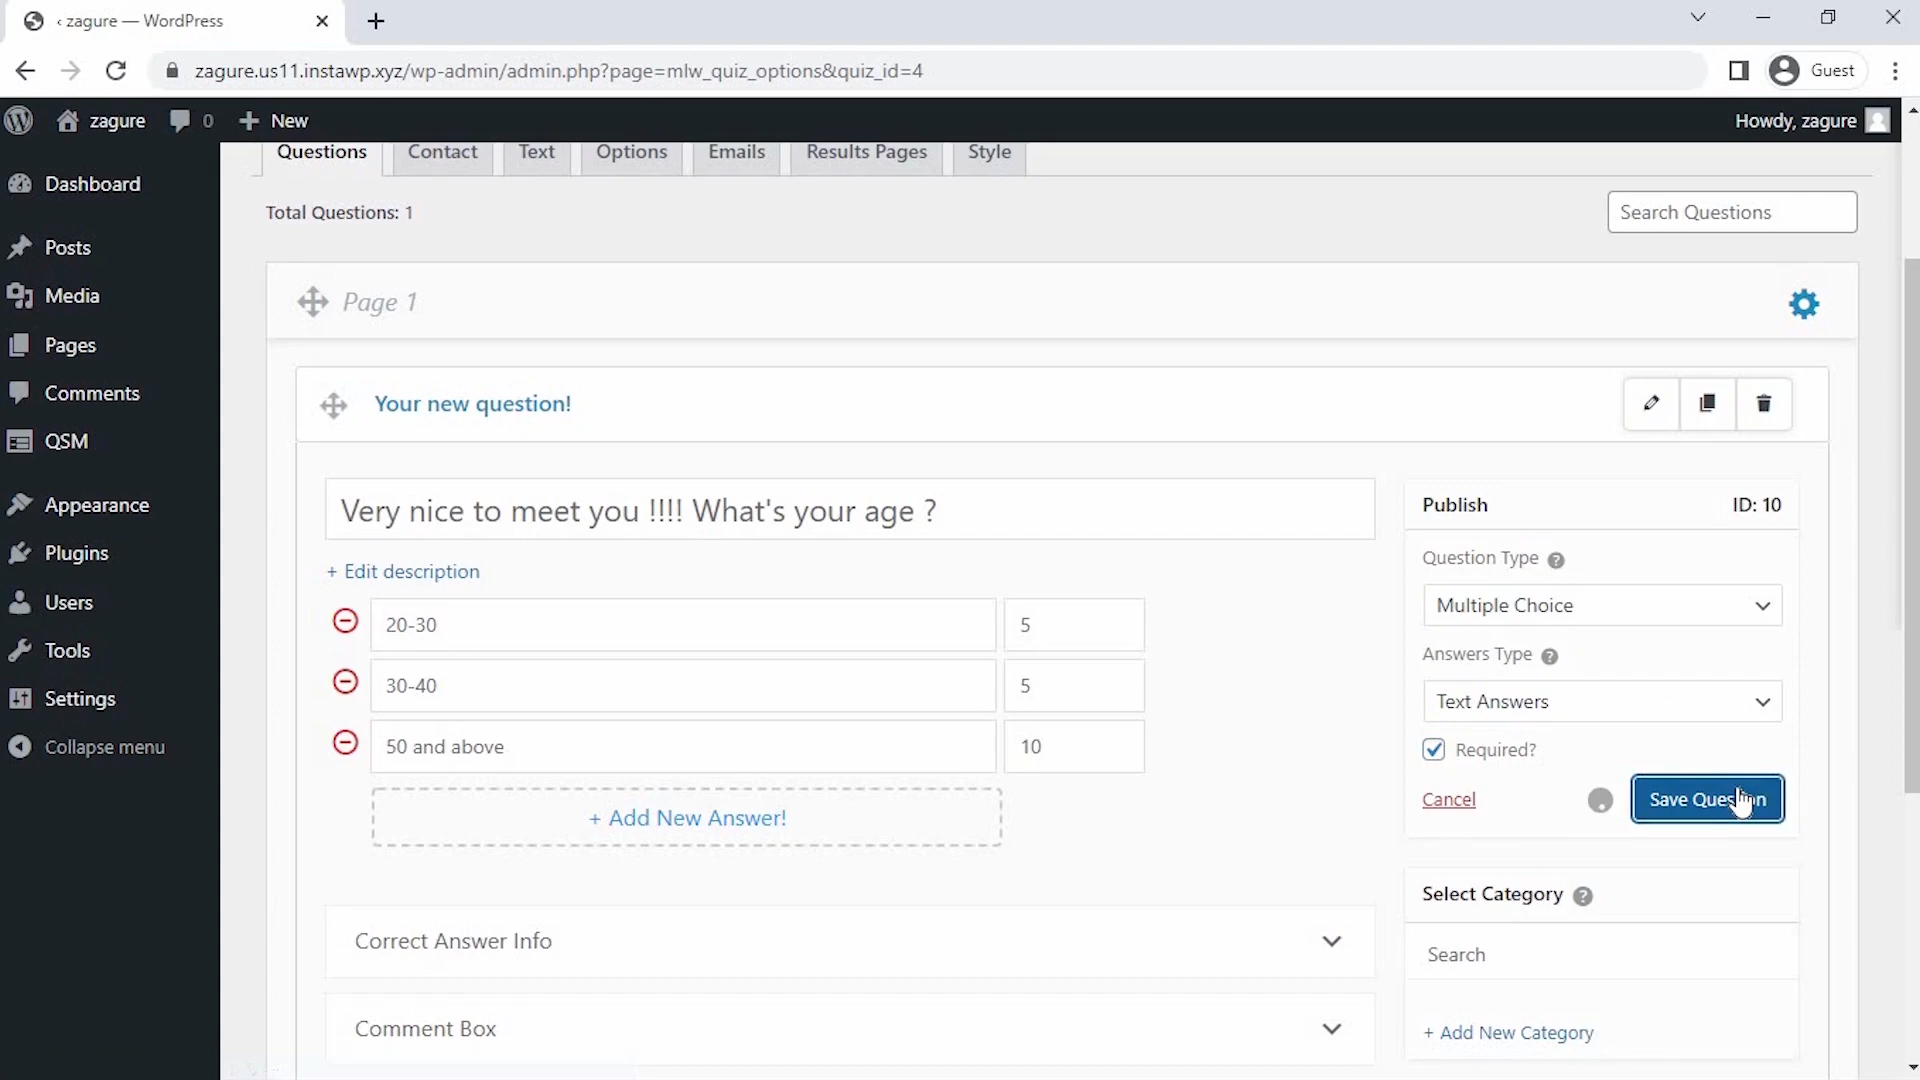 ‹ zagure — WordPress
zagure.us11.instawp.xyz/wp-admin/admin.php?page=mlw_quiz_options&quiz_id=4
Guest
zagure 0 + New
Howdy, zagure
Questions Contact Text Options Emails Results Pages Style
Dashboard
Posts
Media
Pages
Comments
QSM
Appearance
Plugins
Users
Tools
Settings
Collapse menu
Total Questions: 1
Search Questions
Page 1
Your new question!
Very nice to meet you !!!! What's your age ?
+ Edit description
20-30 5
30-40 5
50 and above 10
+ Add New Answer!
Correct Answer Info
Comment Box
Publish ID: 10
Question Type ?
Multiple Choice
Answers Type ?
Text Answers
Required?
Cancel Save Question
Select Category ?
Search
+ Add New Category